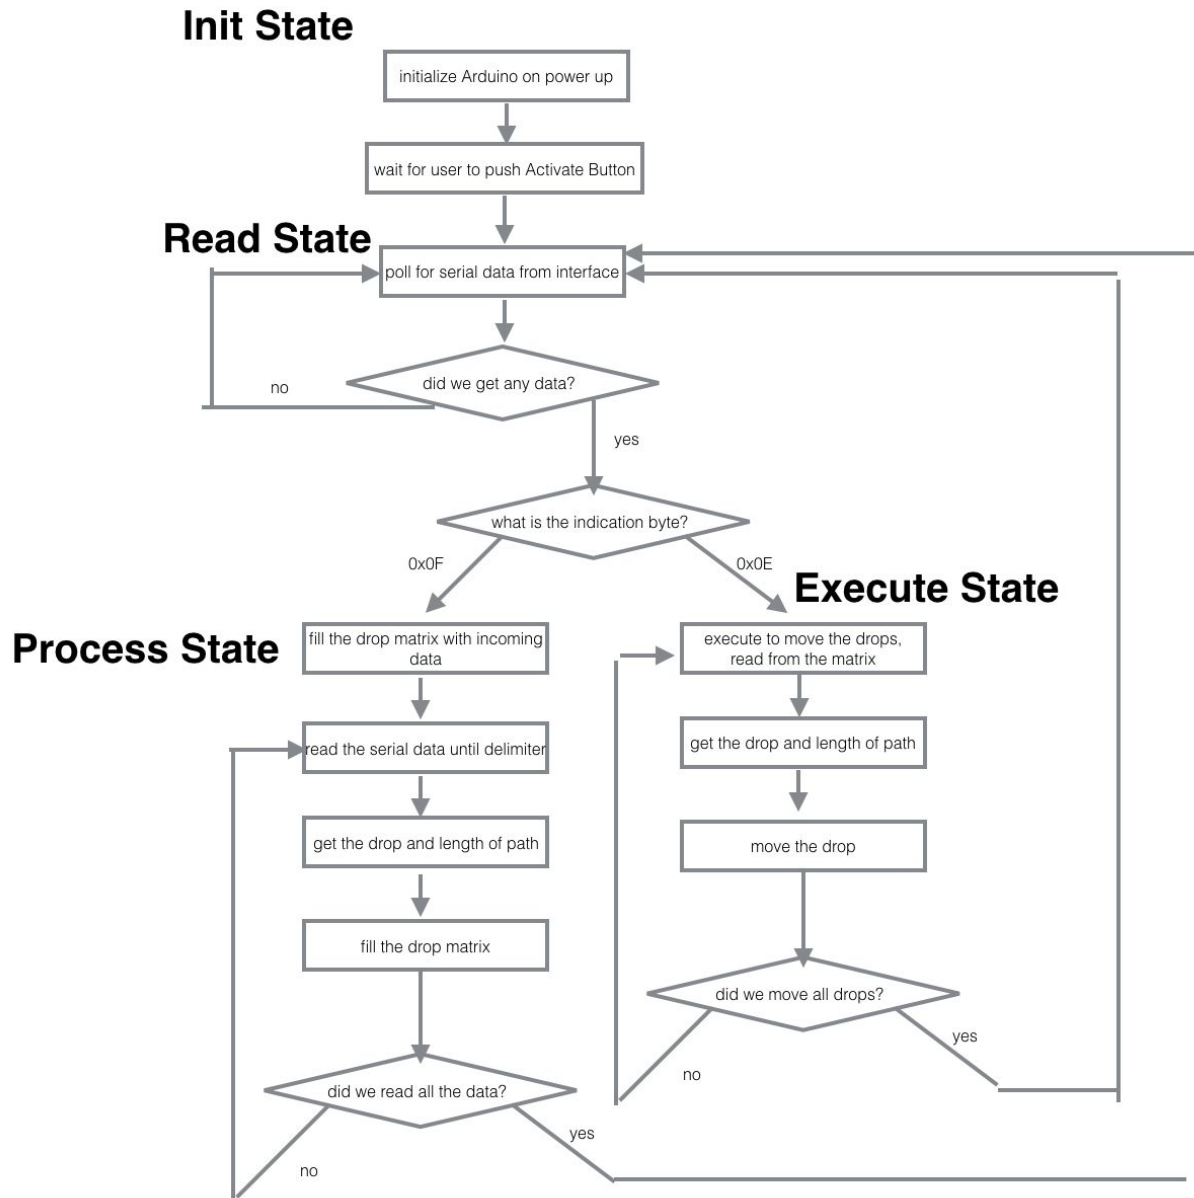 Init State
initialize Arduino on power up
wait for user to push Activate Button
Read State
poll for serial data from interface
did we get any data?
no
yes
what is the indication byte?
0x0F
0x0E
Execute State
Process State
fill the drop matrix with incoming
data
execute to move the drops,
read from the matrix
read the serial data until delimiter
get the drop and length of path
get the drop and length of path
move the drop
fill the drop matrix
did we move all drops?
yes
no
did we read all the data?
yes
no